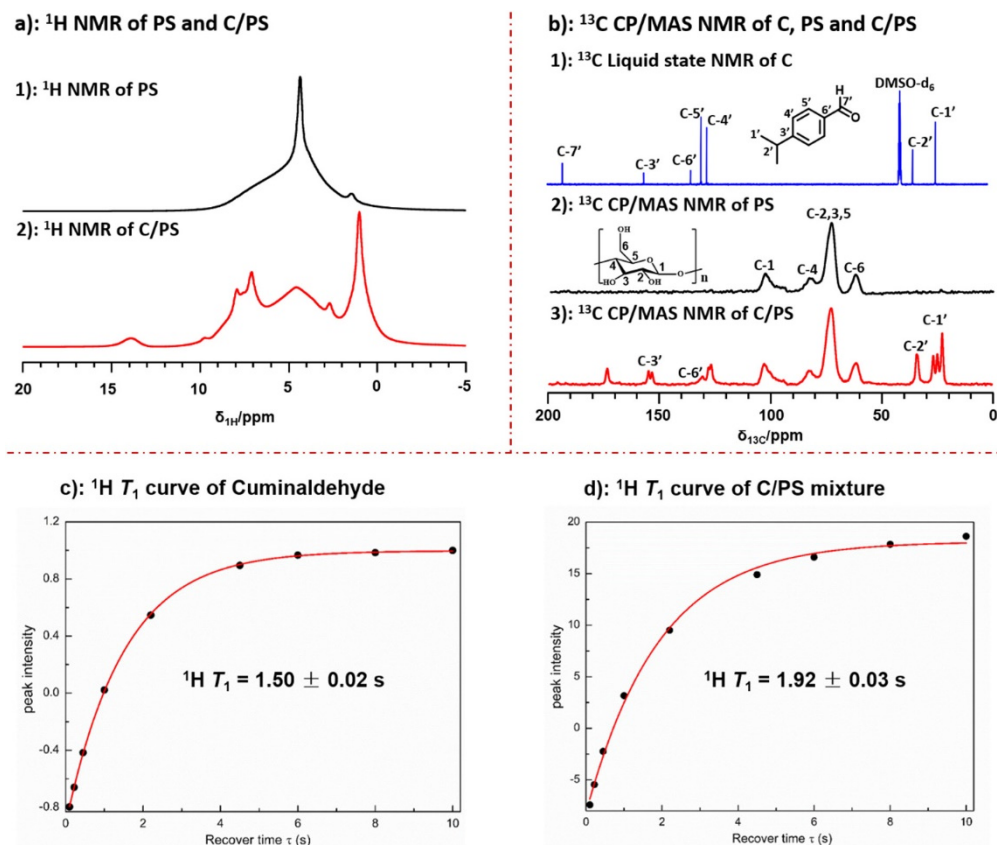 a): ¹H NMR of PS and C/PS
1): ¹H NMR of PS
2): ¹H NMR of C/PS
20 15 10 5 0 -5
δ₁H/ppm
b): ¹³C CP/MAS NMR of C, PS and C/PS
1): ¹³C Liquid state NMR of C
DMSO-d₆
C-7' C-3' C-6' C-5' C-4' C-2' C-1'
1' 2' 3' 4' 5' 6' 7' H O
2): ¹³C CP/MAS NMR of PS
OH 6 5 O 4 1 O HO 3 2 OH n
C-1 C-4 C-2,3,5 C-6
3): ¹³C CP/MAS NMR of C/PS
C-3' C-6' C-2' C-1'
200 150 100 50 0
δ₁₃C/ppm
c): ¹H T₁ curve of Cuminaldehyde
peak intensity
1.2
0.8
0.4
0.0
-0.4
-0.8
¹H T₁ = 1.50 ± 0.02 s
0 2 4 6 8 10
Recover time τ (s)
d): ¹H T₁ curve of C/PS mixture
peak intensity
20
15
10
5
0
-5
¹H T₁ = 1.92 ± 0.03 s
0 2 4 6 8 10
Recover time τ (s)